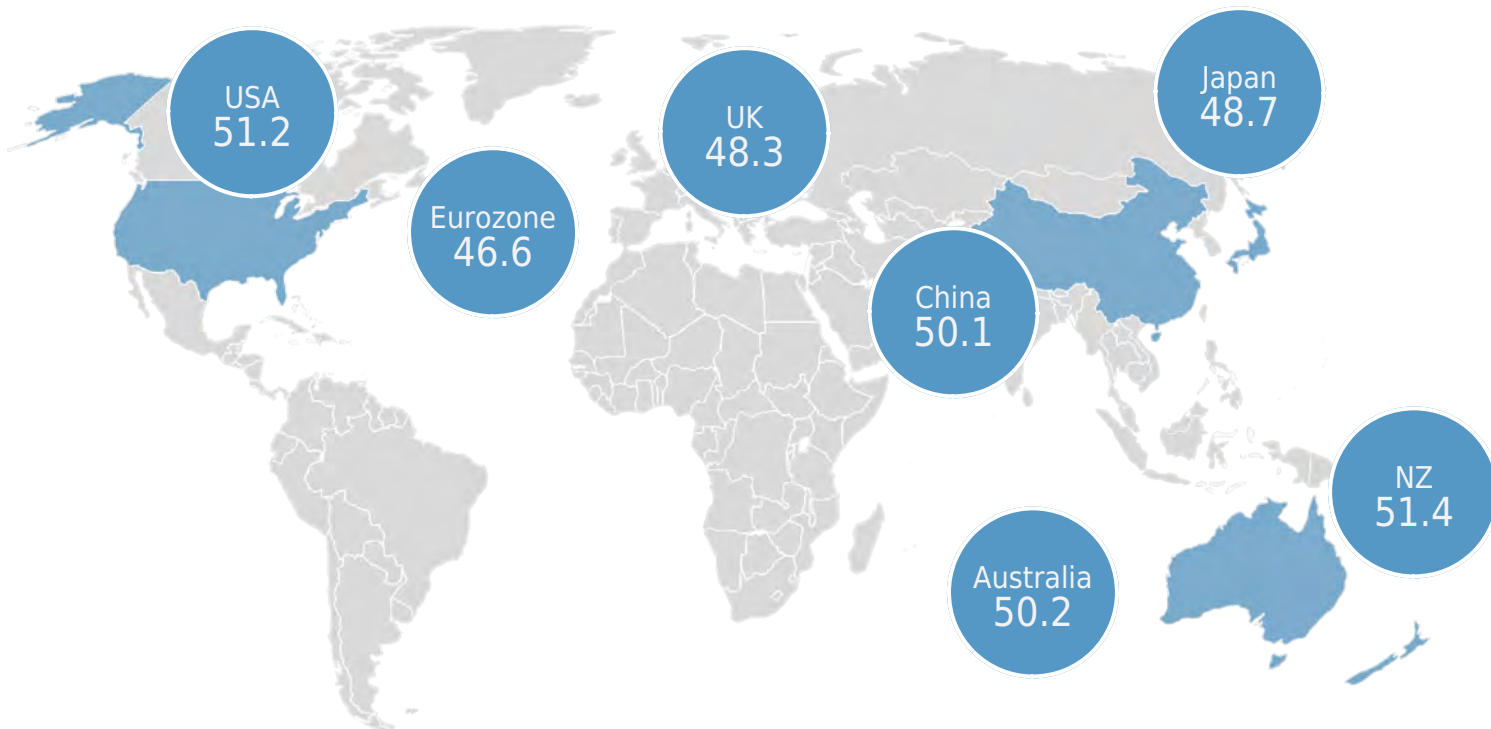 USA
51.2
Eurozone
46.6
UK
48.3
Japan
48.7
China
50.1
Australia
50.2
NZ
51.4